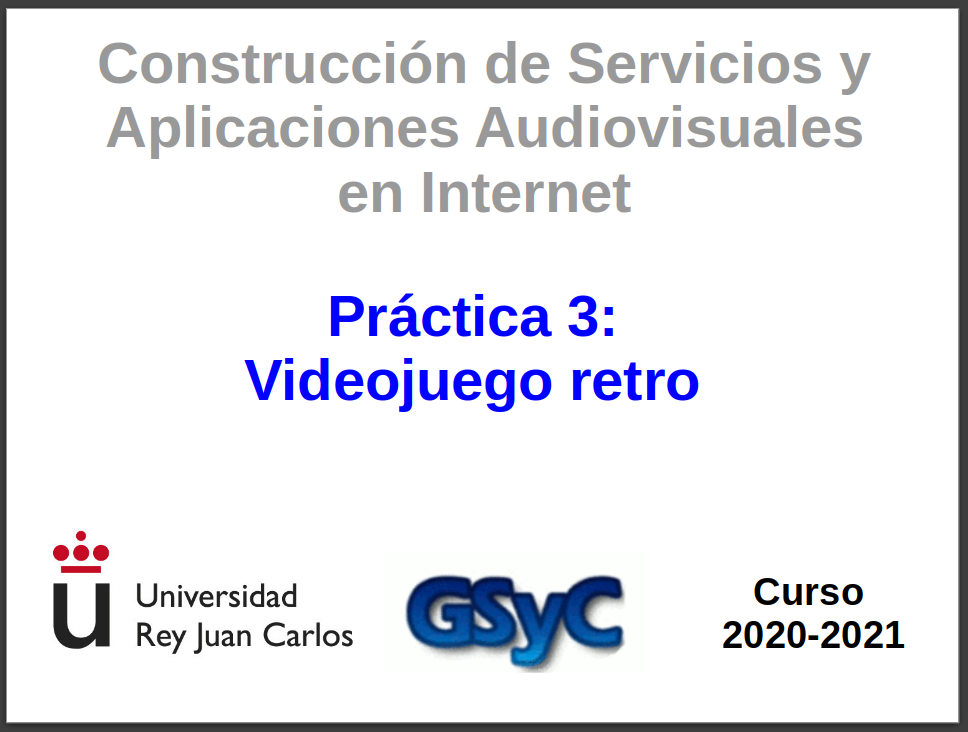 Construcción de Servicios y
Aplicaciones Audiovisuales
en Internet
Práctica 3:
Videojuego retro
u
Universidad
Rey Juan Carlos
GSyC
Curso
2020-2021